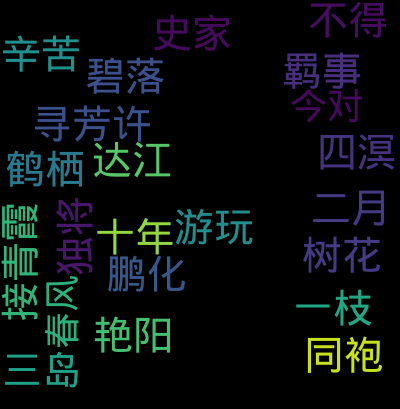 史家
不得
辛苦
碧落
羁事
今对
寻芳许
四溟
达江
鹤栖
二月
独将
接青霞
十年
游玩
树花
鹏化
春风
一枝
艳阳
同袍